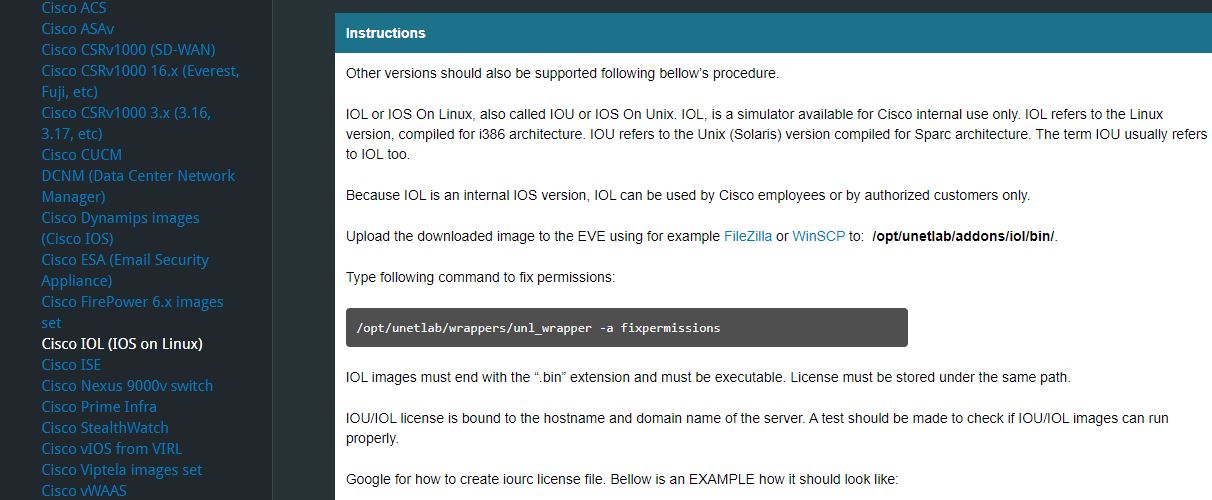 Cisco ACS
Cisco ASAv
Cisco CSRv1000 (SD-WAN)
Cisco CSRv1000 16.x (Everest,
Fuji, etc)
Cisco CSRv1000 3.x (3.16,
3.17, etc)
Cisco CUCM
DCNM (Data Center Network
Manager)
Cisco Dynamips images
(Cisco IOS)
Cisco ESA (Email Security
Appliance)
Cisco FirePower 6.x images
set
Cisco IOL (IOS on Linux)
Cisco ISE
Cisco Nexus 9000v switch
Cisco Prime Infra
Cisco StealthWatch
Cisco vIOS from VIRL
Cisco Viptela images set
Cisco vWAAS
Instructions
Other versions should also be supported following bellow’s procedure.
IOL or IOS On Linux, also called IOU or IOS On Unix. IOL, is a simulator available for Cisco internal use only. IOL refers to the Linux
version, compiled for i386 architecture. IOU refers to the Unix (Solaris) version compiled for Sparc architecture. The term IOU usually refers
to IOL too.
Because IOL is an internal IOS version, IOL can be used by Cisco employees or by authorized customers only.
Upload the downloaded image to the EVE using for example FileZilla or WinSCP to:  /opt/unetlab/addons/iol/bin/.
Type following command to fix permissions:
/opt/unetlab/wrappers/unl_wrapper -a fixpermissions
IOL images must end with the “.bin” extension and must be executable. License must be stored under the same path.
IOU/IOL license is bound to the hostname and domain name of the server. A test should be made to check if IOU/IOL images can run
properly.
Google for how to create iourc license file. Bellow is an EXAMPLE how it should look like: